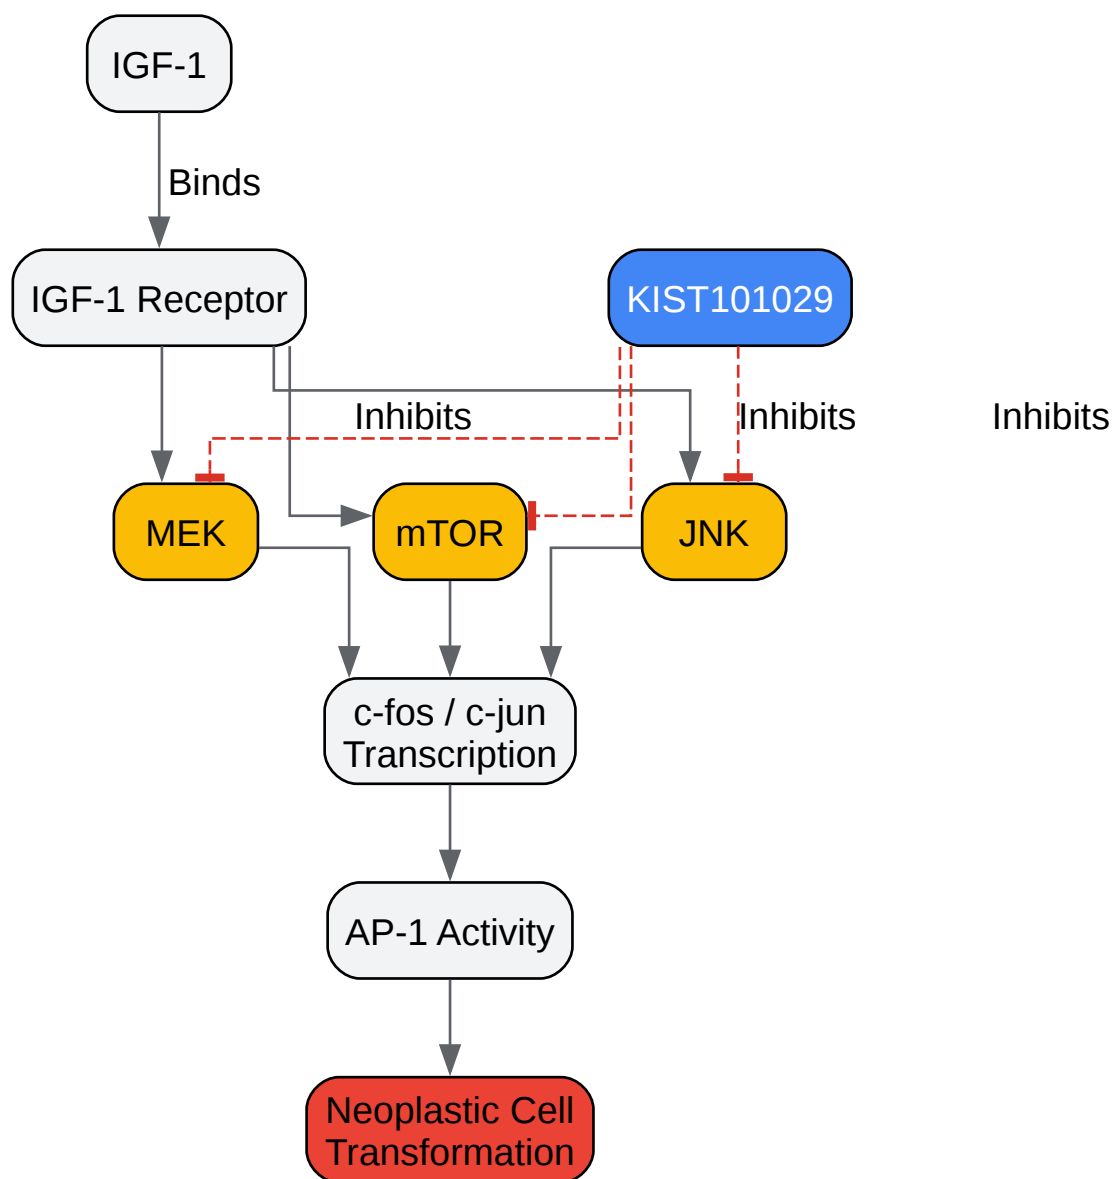 IGF-1
Binds
IGF-1 Receptor
KIST101029
Inhibits
Inhibits
Inhibits
MEK
mTOR
JNK
c-fos / c-jun
Transcription
AP-1 Activity
Neoplastic Cell
Transformation